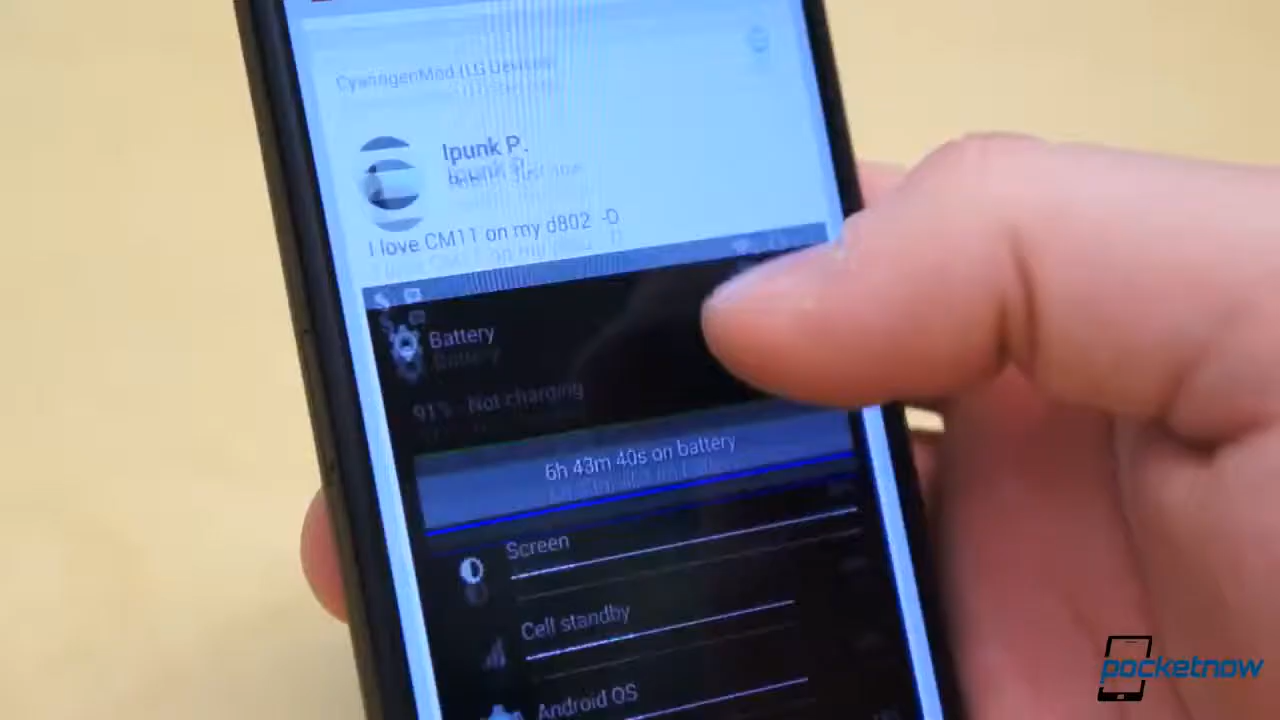 CyanogenMod (LG Devices)
Ipunk P.
I love CM11 on my d802 -D
Battery
91% - Not charging
6h 43m 40s on battery
Screen
Cell standby
Android OS
pocketnow